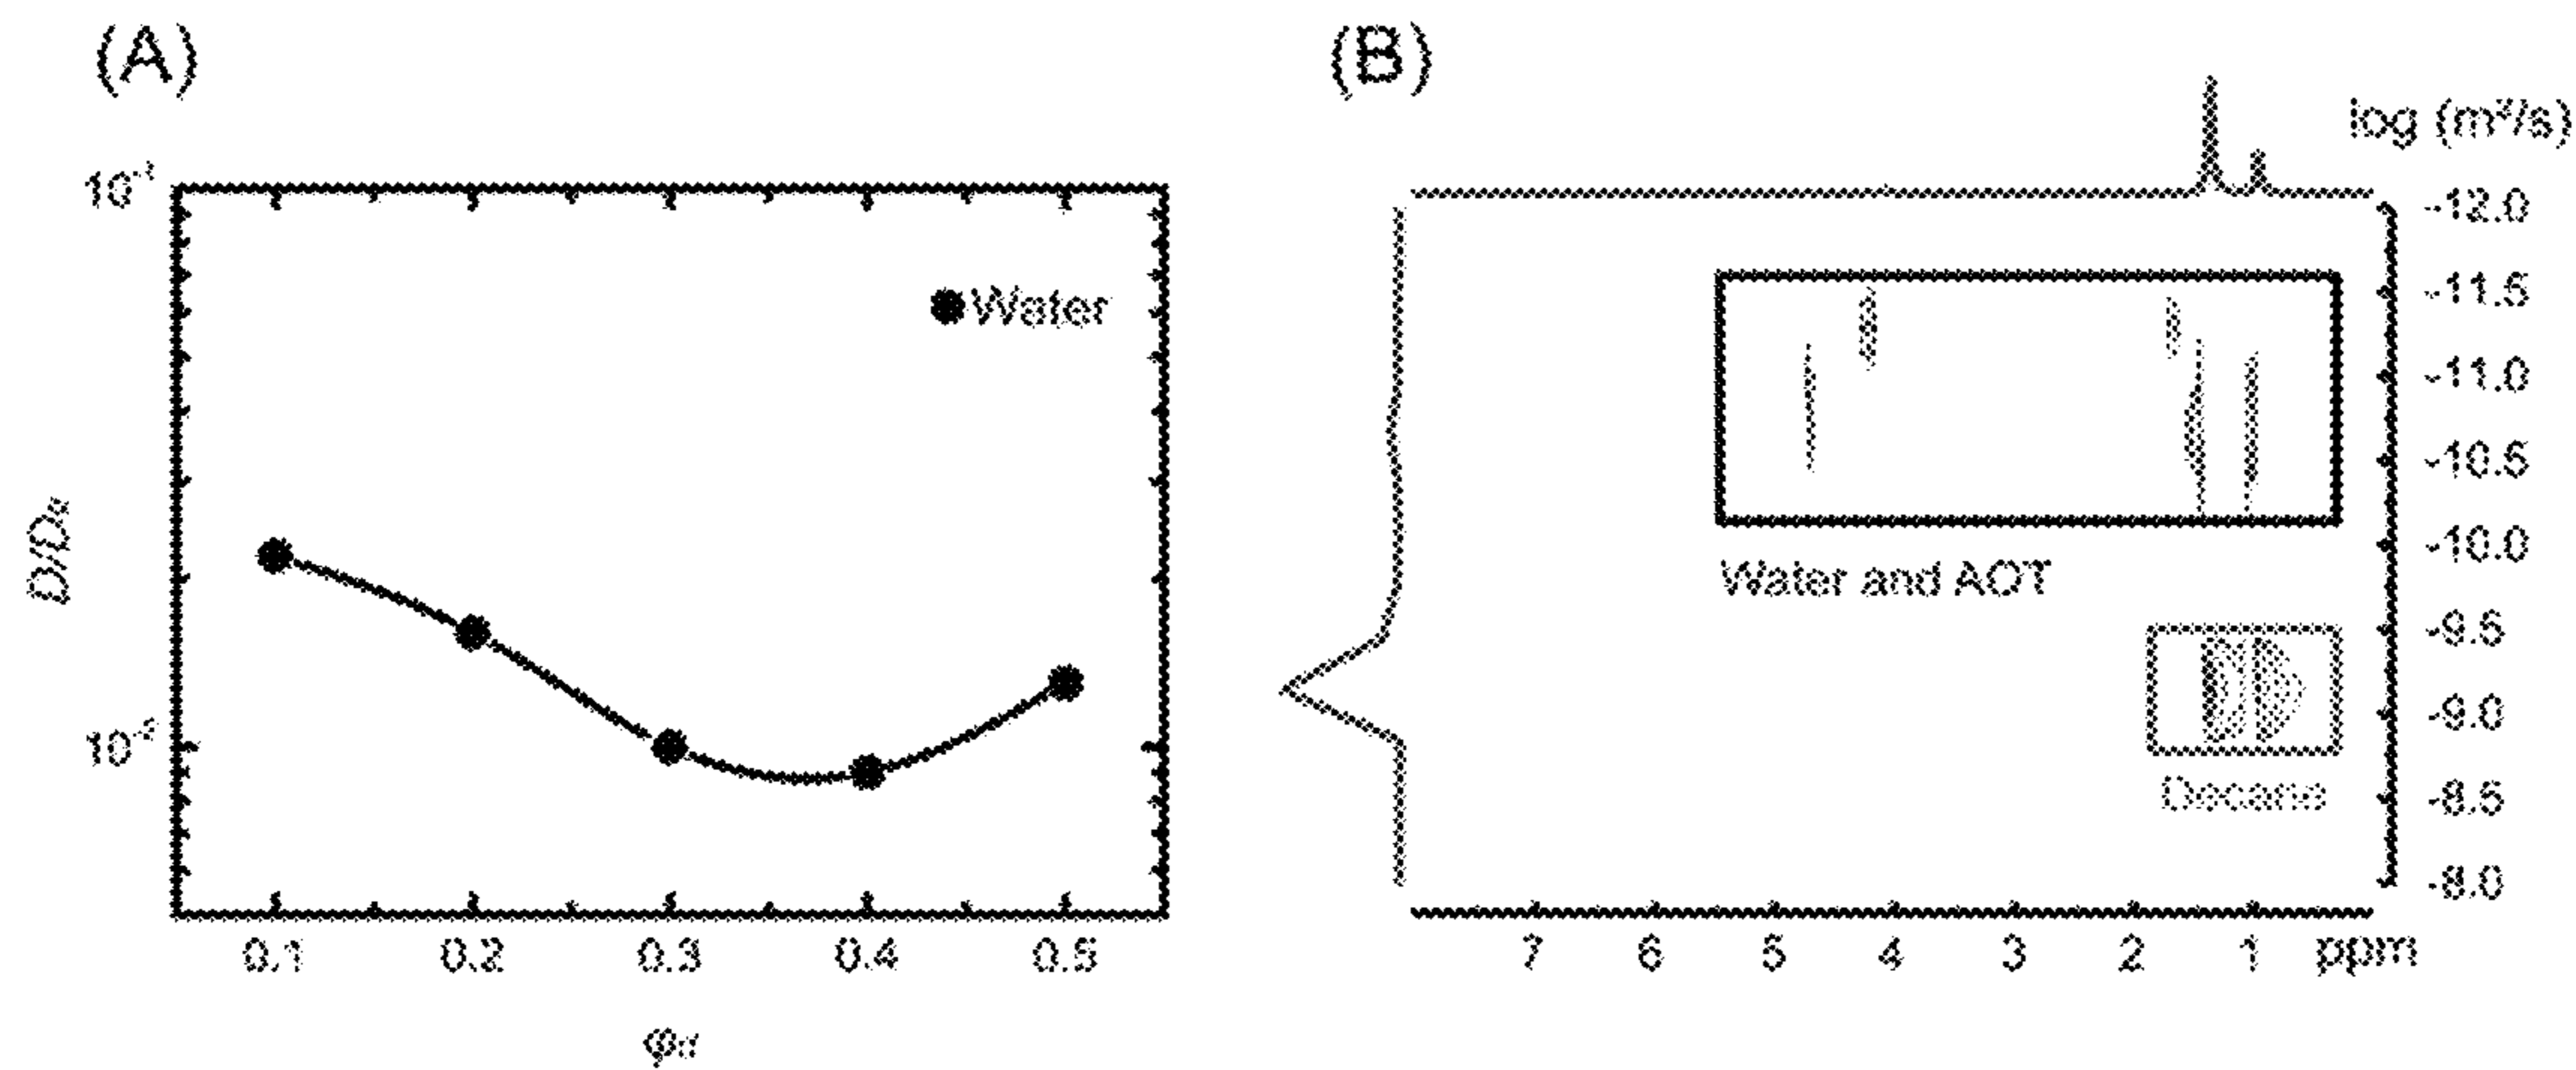 (A)
(B)
log (m²/s)
10⁻¹
Water
D/D₀
10⁻²
0.1 0.2 0.3 0.4 0.5
φd
-12.0
-11.5
-11.0
-10.5
-10.0
-9.5
-9.0
-8.5
-8.0
Water and AOT
Decane
7 6 5 4 3 2 1 ppm